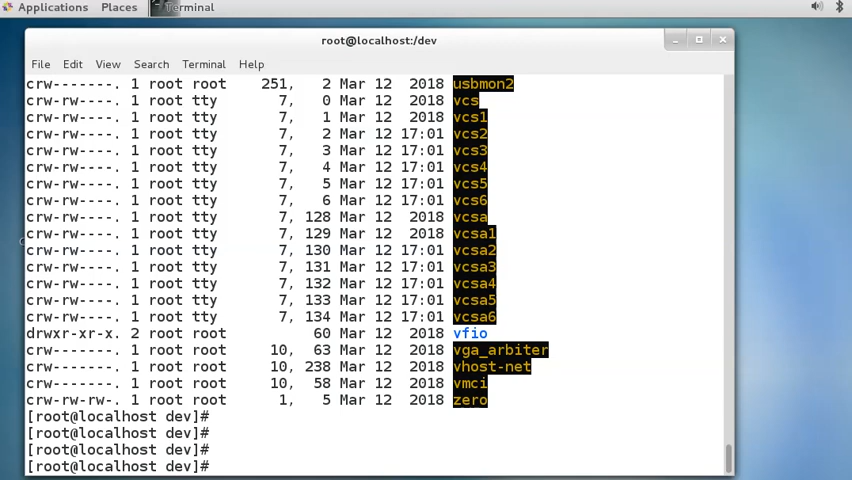 Applications Places Terminal
root@localhost:/dev
File Edit View Search Terminal Help
crw-------. 1 root root 251, 2 Mar 12 2018 usbmon2
crw-rw----. 1 root tty 7, 0 Mar 12 2018 vcs
crw-rw----. 1 root tty 7, 1 Mar 12 2018 vcs1
crw-rw----. 1 root tty 7, 2 Mar 12 17:01 vcs2
crw-rw----. 1 root tty 7, 3 Mar 12 17:01 vcs3
crw-rw----. 1 root tty 7, 4 Mar 12 17:01 vcs4
crw-rw----. 1 root tty 7, 5 Mar 12 17:01 vcs5
crw-rw----. 1 root tty 7, 6 Mar 12 17:01 vcs6
crw-rw----. 1 root tty 7, 128 Mar 12 2018 vcsa
crw-rw----. 1 root tty 7, 129 Mar 12 2018 vcsa1
crw-rw----. 1 root tty 7, 130 Mar 12 17:01 vcsa2
crw-rw----. 1 root tty 7, 131 Mar 12 17:01 vcsa3
crw-rw----. 1 root tty 7, 132 Mar 12 17:01 vcsa4
crw-rw----. 1 root tty 7, 133 Mar 12 17:01 vcsa5
crw-rw----. 1 root tty 7, 134 Mar 12 17:01 vcsa6
drwxr-xr-x. 2 root root 60 Mar 12 2018 vfio
crw-------. 1 root root 10, 63 Mar 12 2018 vga_arbiter
crw-------. 1 root root 10, 238 Mar 12 2018 vhost-net
crw-------. 1 root root 10, 58 Mar 12 2018 vmci
crw-rw-rw-. 1 root root 1, 5 Mar 12 2018 zero
[root@localhost dev]#
[root@localhost dev]#
[root@localhost dev]#
[root@localhost dev]#